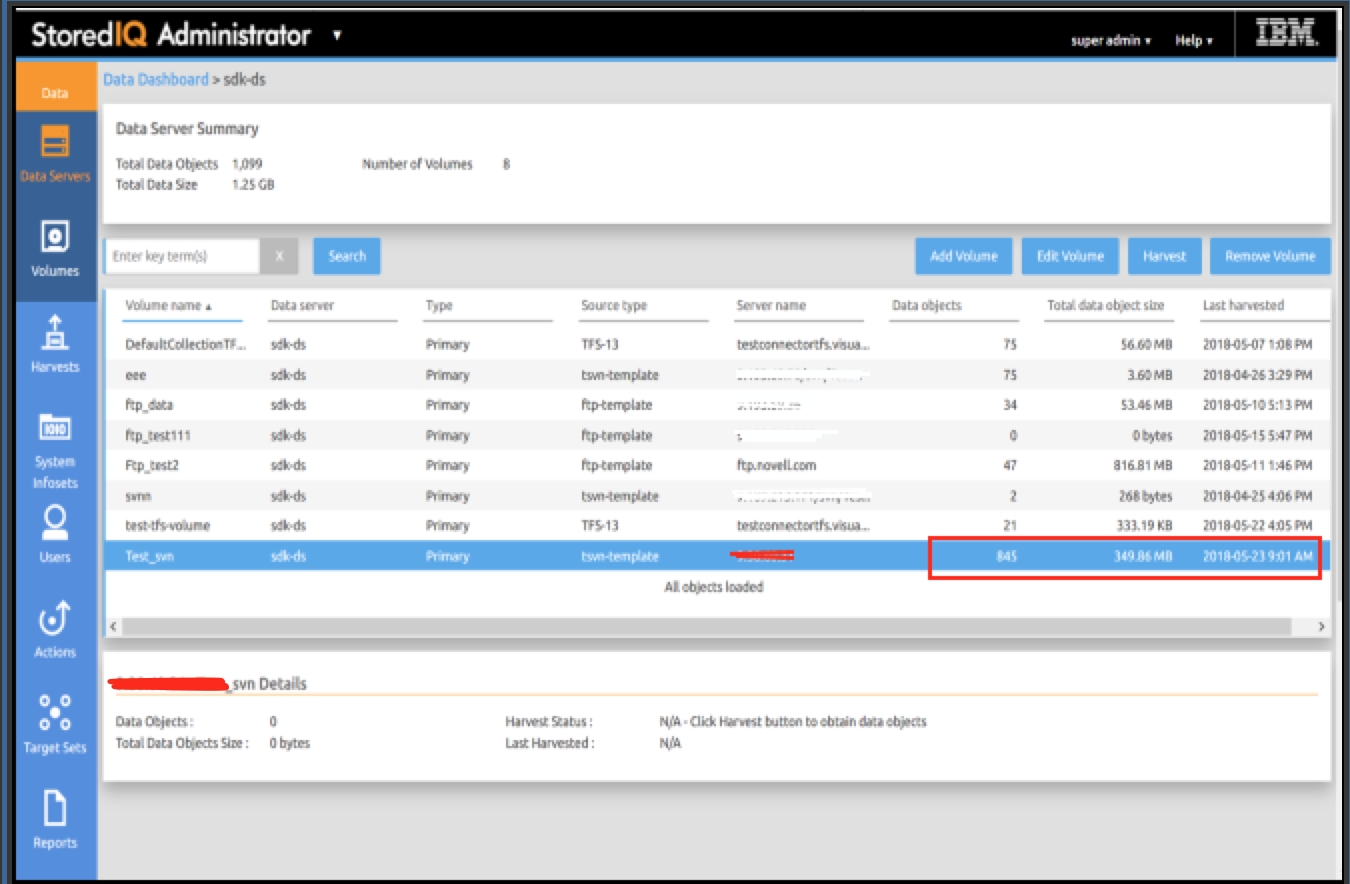 StoredIQ Administrator ▾ super admin ▾ Help ▾ IBM.
Data
Data Dashboard > sdk-ds
Data Servers
Volumes
Harvests
System
Infosets
Users
Actions
Target Sets
Reports
Data Server Summary
Total Data Objects 1,099 Number of Volumes 8
Total Data Size 1.25 GB
Enter key term(s) X Search Add Volume Edit Volume Harvest Remove Volume
Volume name ▴ Data server Type Source type Server name Data objects Total data object size Last harvested
DefaultCollectionTF... sdk-ds Primary TFS-13 testconnectortfs.visua... 75 56.60 MB 2018-05-07 1:08 PM
eee sdk-ds Primary tsvn-template 75 3.60 MB 2018-04-26 3:29 PM
ftp_data sdk-ds Primary ftp-template 34 53.46 MB 2018-05-10 5:13 PM
ftp_test111 sdk-ds Primary ftp-template 0 0 bytes 2018-05-15 5:47 PM
Ftp_test2 sdk-ds Primary ftp-template ftp.novell.com 47 816.81 MB 2018-05-11 1:46 PM
svnn sdk-ds Primary tsvn-template 2 268 bytes 2018-04-25 4:06 PM
test-tfs-volume sdk-ds Primary TFS-13 testconnectortfs.visua... 21 333.19 KB 2018-05-22 4:05 PM
Test_svn sdk-ds Primary tsvn-template 845 349.86 MB 2018-05-23 9:01 AM
All objects loaded
_svn Details
Data Objects : 0 Harvest Status : N/A - Click Harvest button to obtain data objects
Total Data Objects Size : 0 bytes Last Harvested : N/A